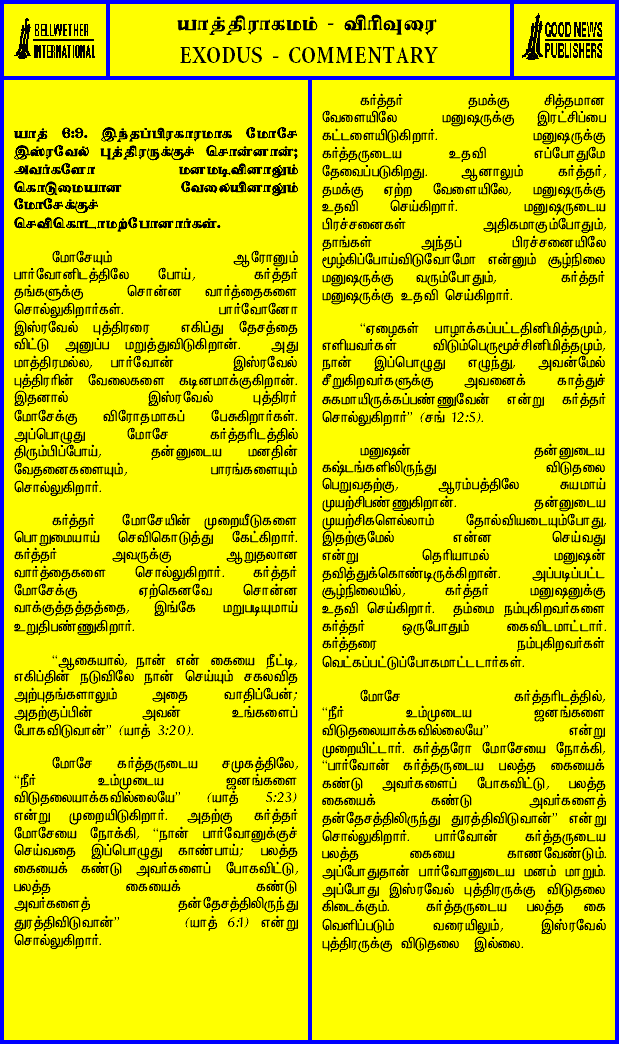 BELLWETHER
INTERNATIONAL
யாத்திராகமம் - விரிவுரை
EXODUS - COMMENTARY
GOOD NEWS
PUBLISHERS
யாத் 6:9. இந்தப்பிரகாரமாக மோசே
இஸ்ரவேல் புத்திரருக்குச் சொன்னான்;
அவர்களோ மனமடிவினாலும்
கொடுமையான வேலையினாலும்
மோசேக்குச்
செவிகொடாமற்போனார்கள்.
மோசேயும் ஆரோனும்
பார்வோனிடத்திலே போய், கர்த்தர்
தங்களுக்கு சொன்ன வார்த்தைகளை
சொல்லுகிறார்கள். பார்வோனோ
இஸ்ரவேல் புத்திரரை எகிப்து தேசத்தை
விட்டு அனுப்ப மறுத்துவிடுகிறான். அது
மாத்திரமல்ல, பார்வோன் இஸ்ரவேல்
புத்திரரின் வேலைகளை கடினமாக்குகிறான்.
இதனால் இஸ்ரவேல் புத்திரர்
மோசேக்கு விரோதமாகப் பேசுகிறார்கள்.
அப்பொழுது மோசே கர்த்தரிடத்தில்
திரும்பிப்போய், தன்னுடைய மனதின்
வேதனைகளையும், பாரங்களையும்
சொல்லுகிறார்.
கர்த்தர் மோசேயின் முறையீடுகளை
பொறுமையாய் செவிகொடுத்து கேட்கிறார்.
கர்த்தர் அவருக்கு ஆறுதலான
வார்த்தைகளை சொல்லுகிறார். கர்த்தர்
மோசேக்கு ஏற்கெனவே சொன்ன
வாக்குத்தத்தத்தை, இங்கே மறுபடியுமாய்
உறுதிபண்ணுகிறார்.
“ஆகையால், நான் என் கையை நீட்டி,
எகிப்தின் நடுவிலே நான் செய்யும் சகலவித
அற்புதங்களாலும் அதை வாதிப்பேன்;
அதற்குப்பின் அவன் உங்களைப்
போகவிடுவான்” (யாத் 3:20).
மோசே கர்த்தருடைய சமுகத்திலே,
“நீர் உம்முடைய ஜனங்களை
விடுதலையாக்கவில்லையே” (யாத் 5:23)
என்று முறையிடுகிறார். அதற்கு கர்த்தர்
மோசேயை நோக்கி, “நான் பார்வோனுக்குச்
செய்வதை இப்பொழுது காண்பாய்; பலத்த
கையைக் கண்டு அவர்களைப் போகவிட்டு,
பலத்த கையைக் கண்டு
அவர்களைத் தன்தேசத்திலிருந்து
துரத்திவிடுவான்” (யாத் 6:1) என்று
சொல்லுகிறார்.
கர்த்தர் தமக்கு சித்தமான
வேளையிலே மனுஷருக்கு இரட்சிப்பை
கட்டளையிடுகிறார். மனுஷருக்கு
கர்த்தருடைய உதவி எப்போதுமே
தேவைப்படுகிறது. ஆனாலும் கர்த்தர்,
தமக்கு ஏற்ற வேளையிலே, மனுஷருக்கு
உதவி செய்கிறார். மனுஷருடைய
பிரச்சனைகள் அதிகமாகும்போதும்,
தாங்கள் அந்தப் பிரச்சனையிலே
மூழ்கிப்போய்விடுவோமோ என்னும் சூழ்நிலை
மனுஷருக்கு வரும்போதும், கர்த்தர்
மனுஷருக்கு உதவி செய்கிறார்.
“ஏழைகள் பாழாக்கப்பட்டதினிமித்தமும்,
எளியவர்கள் விடும்பெருமூச்சினிமித்தமும்,
நான் இப்பொழுது எழுந்து, அவன்மேல்
சீறுகிறவர்களுக்கு அவனைக் காத்துச்
சுகமாயிருக்கப்பண்ணுவேன் என்று கர்த்தர்
சொல்லுகிறார்” (சங் 12:5).
மனுஷன் தன்னுடைய
கஷ்டங்களிலிருந்து விடுதலை
பெறுவதற்கு, ஆரம்பத்திலே சுயமாய்
முயற்சிபண்ணுகிறான். தன்னுடைய
முயற்சிகளெல்லாம் தோல்வியடையும்போது,
இதற்குமேல் என்ன செய்வது
என்று தெரியாமல் மனுஷன்
தவித்துக்கொண்டிருக்கிறான். அப்படிப்பட்ட
சூழ்நிலையில், கர்த்தர் மனுஷனுக்கு
உதவி செய்கிறார். தம்மை நம்புகிறவர்களை
கர்த்தர் ஒருபோதும் கைவிடமாட்டார்.
கர்த்தரை நம்புகிறவர்கள்
வெட்கப்பட்டுப்போகமாட்டடார்கள்.
மோசே கர்த்தரிடத்தில்,
“நீர் உம்முடைய ஜனங்களை
விடுதலையாக்கவில்லையே” என்று
முறையிட்டார். கர்த்தரோ மோசேயை நோக்கி,
“பார்வோன் கர்த்தருடைய பலத்த கையைக்
கண்டு அவர்களைப் போகவிட்டு, பலத்த
கையைக் கண்டு அவர்களைத்
தன்தேசத்திலிருந்து துரத்திவிடுவான்” என்று
சொல்லுகிறார். பார்வோன் கர்த்தருடைய
பலத்த கையை காணவேண்டும்.
அப்போதுதான் பார்வோனுடைய மனம் மாறும்.
அப்போது இஸ்ரவேல் புத்திரருக்கு விடுதலை
கிடைக்கும். கர்த்தருடைய பலத்த கை
வெளிப்படும் வரையிலும், இஸ்ரவேல்
புத்திரருக்கு விடுதலை இல்லை.